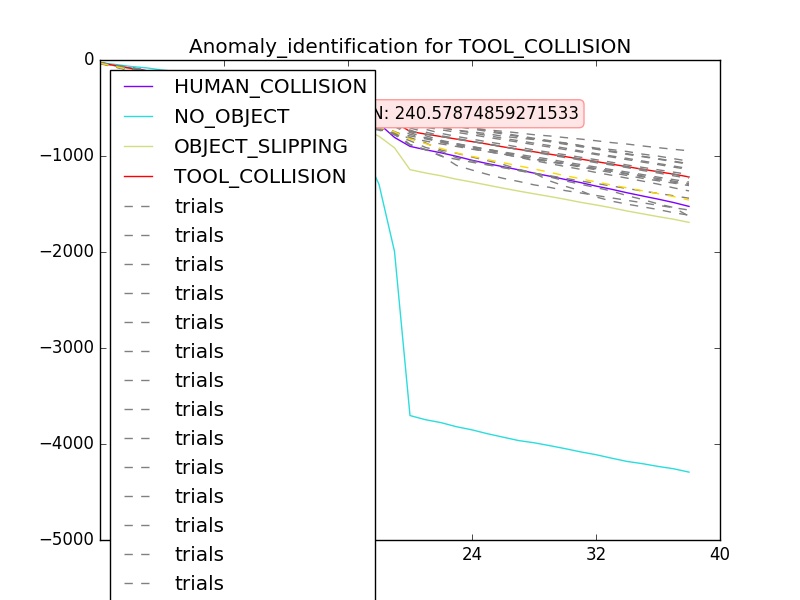 Anomaly_identification for TOOL_COLLISION
0
−1000
−2000
−3000
−4000
−5000
HUMAN_COLLISION
NO_OBJECT
OBJECT_SLIPPING
TOOL_COLLISION
trials
trials
trials
trials
trials
trials
trials
trials
trials
trials
trials
trials
trials
trials
N: 240.57874859271533
24
32
40